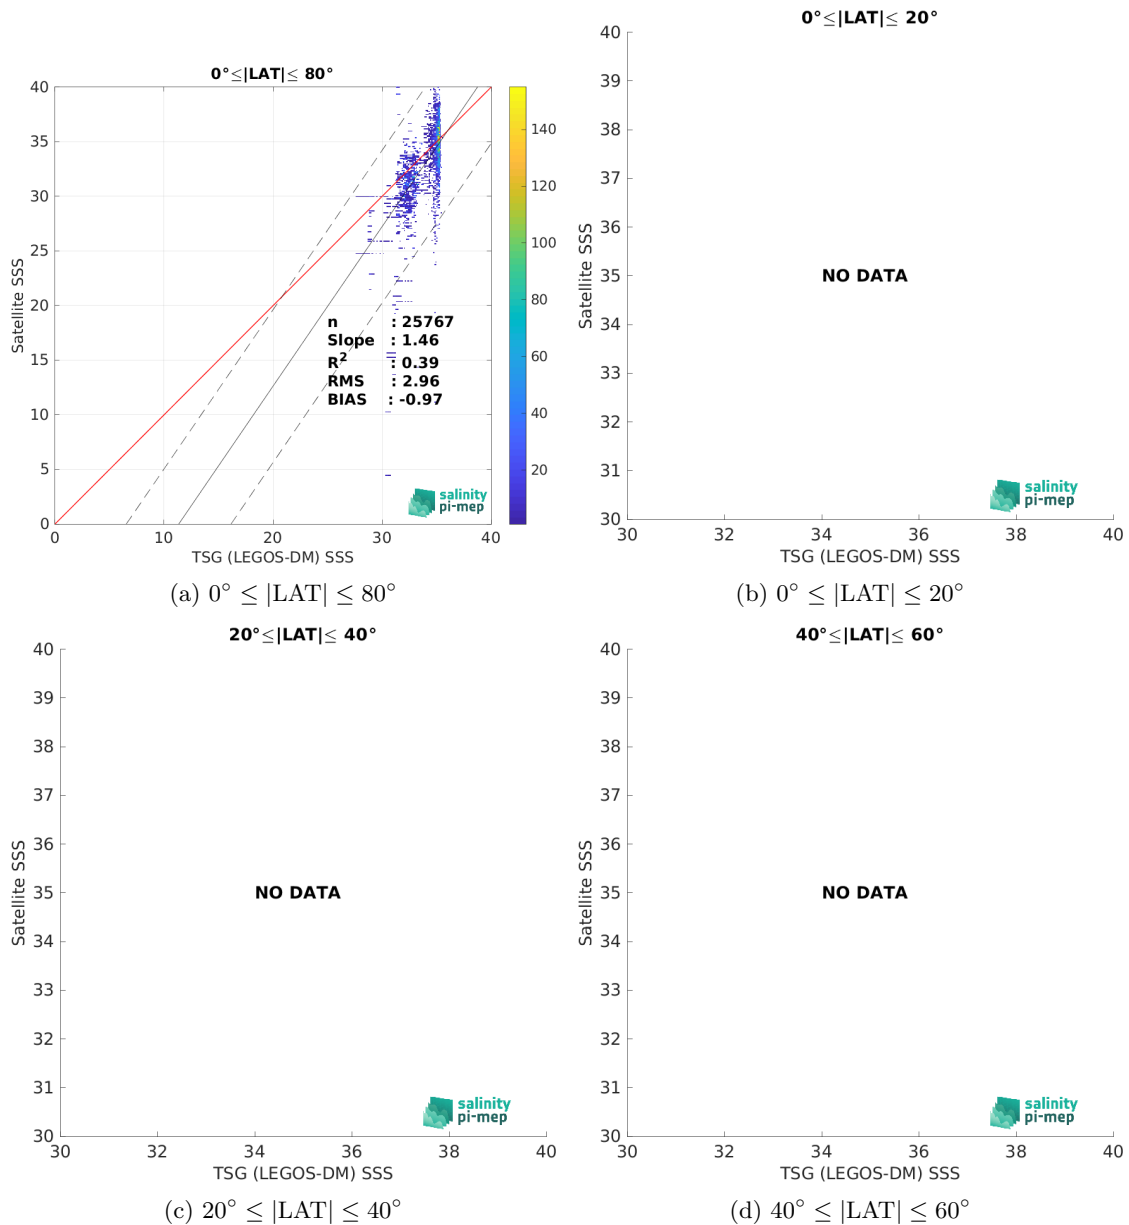 0°≤|LAT|≤ 80°
40
35
30
25
20
15
10
5
0
0
10
20
30
40
140
120
100
80
60
40
20
Satellite SSS
TSG (LEGOS-DM) SSS
n : 25767
Slope : 1.46
R² : 0.39
RMS : 2.96
BIAS : -0.97
salinity
pi-mep
(a) 0° ≤ |LAT| ≤ 80°
0°≤|LAT|≤ 20°
40
39
38
37
36
35
34
33
32
31
30
30
32
34
36
38
40
Satellite SSS
NO DATA
salinity
pi-mep
TSG (LEGOS-DM) SSS
(b) 0° ≤ |LAT| ≤ 20°
20°≤|LAT|≤ 40°
40
39
38
37
36
35
34
33
32
31
30
30
32
34
36
38
40
Satellite SSS
NO DATA
salinity
pi-mep
TSG (LEGOS-DM) SSS
(c) 20° ≤ |LAT| ≤ 40°
40°≤|LAT|≤ 60°
40
39
38
37
36
35
34
33
32
31
30
30
32
34
36
38
40
Satellite SSS
NO DATA
salinity
pi-mep
TSG (LEGOS-DM) SSS
(d) 40° ≤ |LAT| ≤ 60°